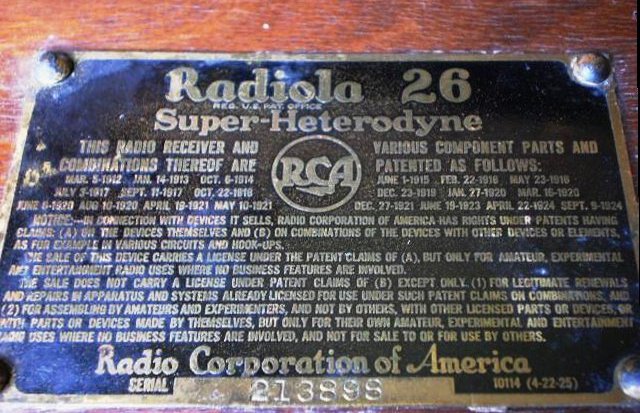 Radiola 26
REG. U.S. PAT. OFFICE
Super-Heterodyne
THIS RADIO RECEIVER AND
COMBINATIONS THEREOF ARE
MAR. 5-1912 JAN. 14-1913 OCT. 6-1914
JULY 3-1917 SEPT. 11-1917 OCT. 22-1918
JUNE 8-1920 AUG 10-1920 APRIL 19-1921 MAY 10-1921
RCA
VARIOUS COMPONENT PARTS AND
PATENTED AS FOLLOWS:
JUNE 1-1915 FEB. 22-1916 MAY 23-1916
DEC. 23-1919 JAN. 27-1920 MAR. 16-1920
DEC. 27-1921 JUNE 19-1923 APRIL 22-1924 SEPT. 9-1924
NOTICE:-IN CONNECTION WITH DEVICES IT SELLS, RADIO CORPORATION OF AMERICA HAS RIGHTS UNDER PATENTS HAVING
CLAIMS: (A) ON THE DEVICES THEMSELVES AND (B) ON COMBINATIONS OF THE DEVICES WITH OTHER DEVICES OR ELEMENTS,
AS FOR EXAMPLE IN VARIOUS CIRCUITS AND HOOK-UPS.
THE SALE OF THIS DEVICE CARRIES A LICENSE UNDER THE PATENT CLAIMS OF (A), BUT ONLY FOR AMATEUR, EXPERIMENTAL
AND ENTERTAINMENT RADIO USES WHERE NO BUSINESS FEATURES ARE INVOLVED.
THE SALE DOES NOT CARRY A LICENSE UNDER PATENT CLAIMS OF (B) EXCEPT ONLY. (1) FOR LEGITIMATE RENEWALS
AND REPAIRS IN APPARATUS AND SYSTEMS ALREADY LICENSED FOR USE UNDER SUCH PATENT CLAIMS ON COMBINATIONS, AND
(2) FOR ASSEMBLING BY AMATEURS AND EXPERIMENTERS, AND NOT BY OTHERS, WITH OTHER LICENSED PARTS OR DEVICES, OR
WITH PARTS OR DEVICES MADE BY THEMSELVES, BUT ONLY FOR THEIR OWN AMATEUR, EXPERIMENTAL AND ENTERTAINMENT
RADIO USES WHERE NO BUSINESS FEATURES ARE INVOLVED, AND NOT FOR SALE TO OR FOR USE BY OTHERS.
Radio Corporation of America
SERIAL 213898 10114 (4-22-25)